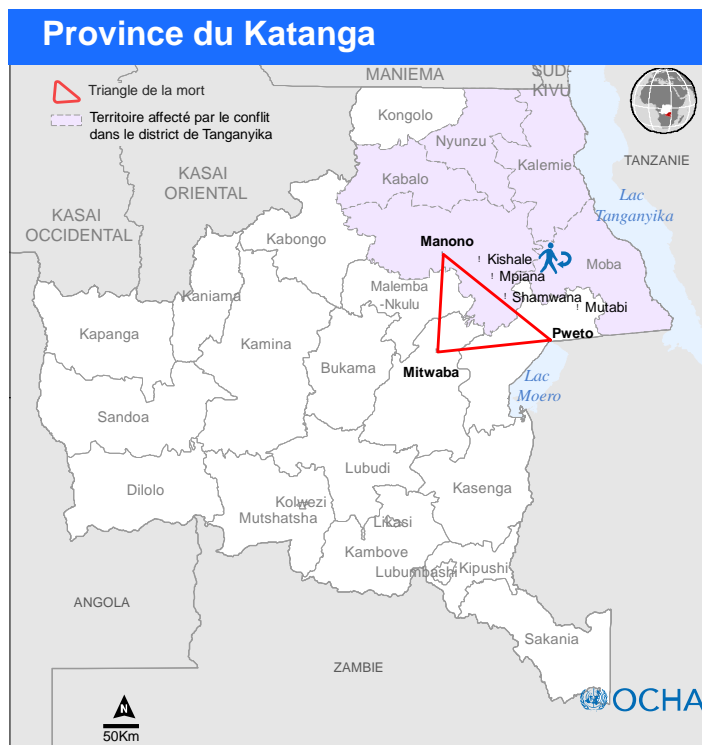 Province du Katanga
MANIEMA
SUD-
KIVU
Triangle de la mort
Territoire affecté par le conflit
dans le district de Tanganyika
Kongolo
Nyunzu
Kalemie
TANZANIE
KASAI
ORIENTAL
Kabalo
Lac
Tanganyika
KASAI
OCCIDENTAL
Kabongo
Manono
Kishale
Mpiana
Moba
Malemba
-Nkulu
Shamwana
Mutabi
Kaniama
Kapanga
Kamina
Bukama
Pweto
Mitwaba
Lac
Moero
Sandoa
Lubudi
Dilolo
Kasenga
Kolwezi
Mutshatsha
Likasi
Kambove
Lubumbashi
Kipushi
ANGOLA
Sakania
ZAMBIE
N
50Km
OCHA